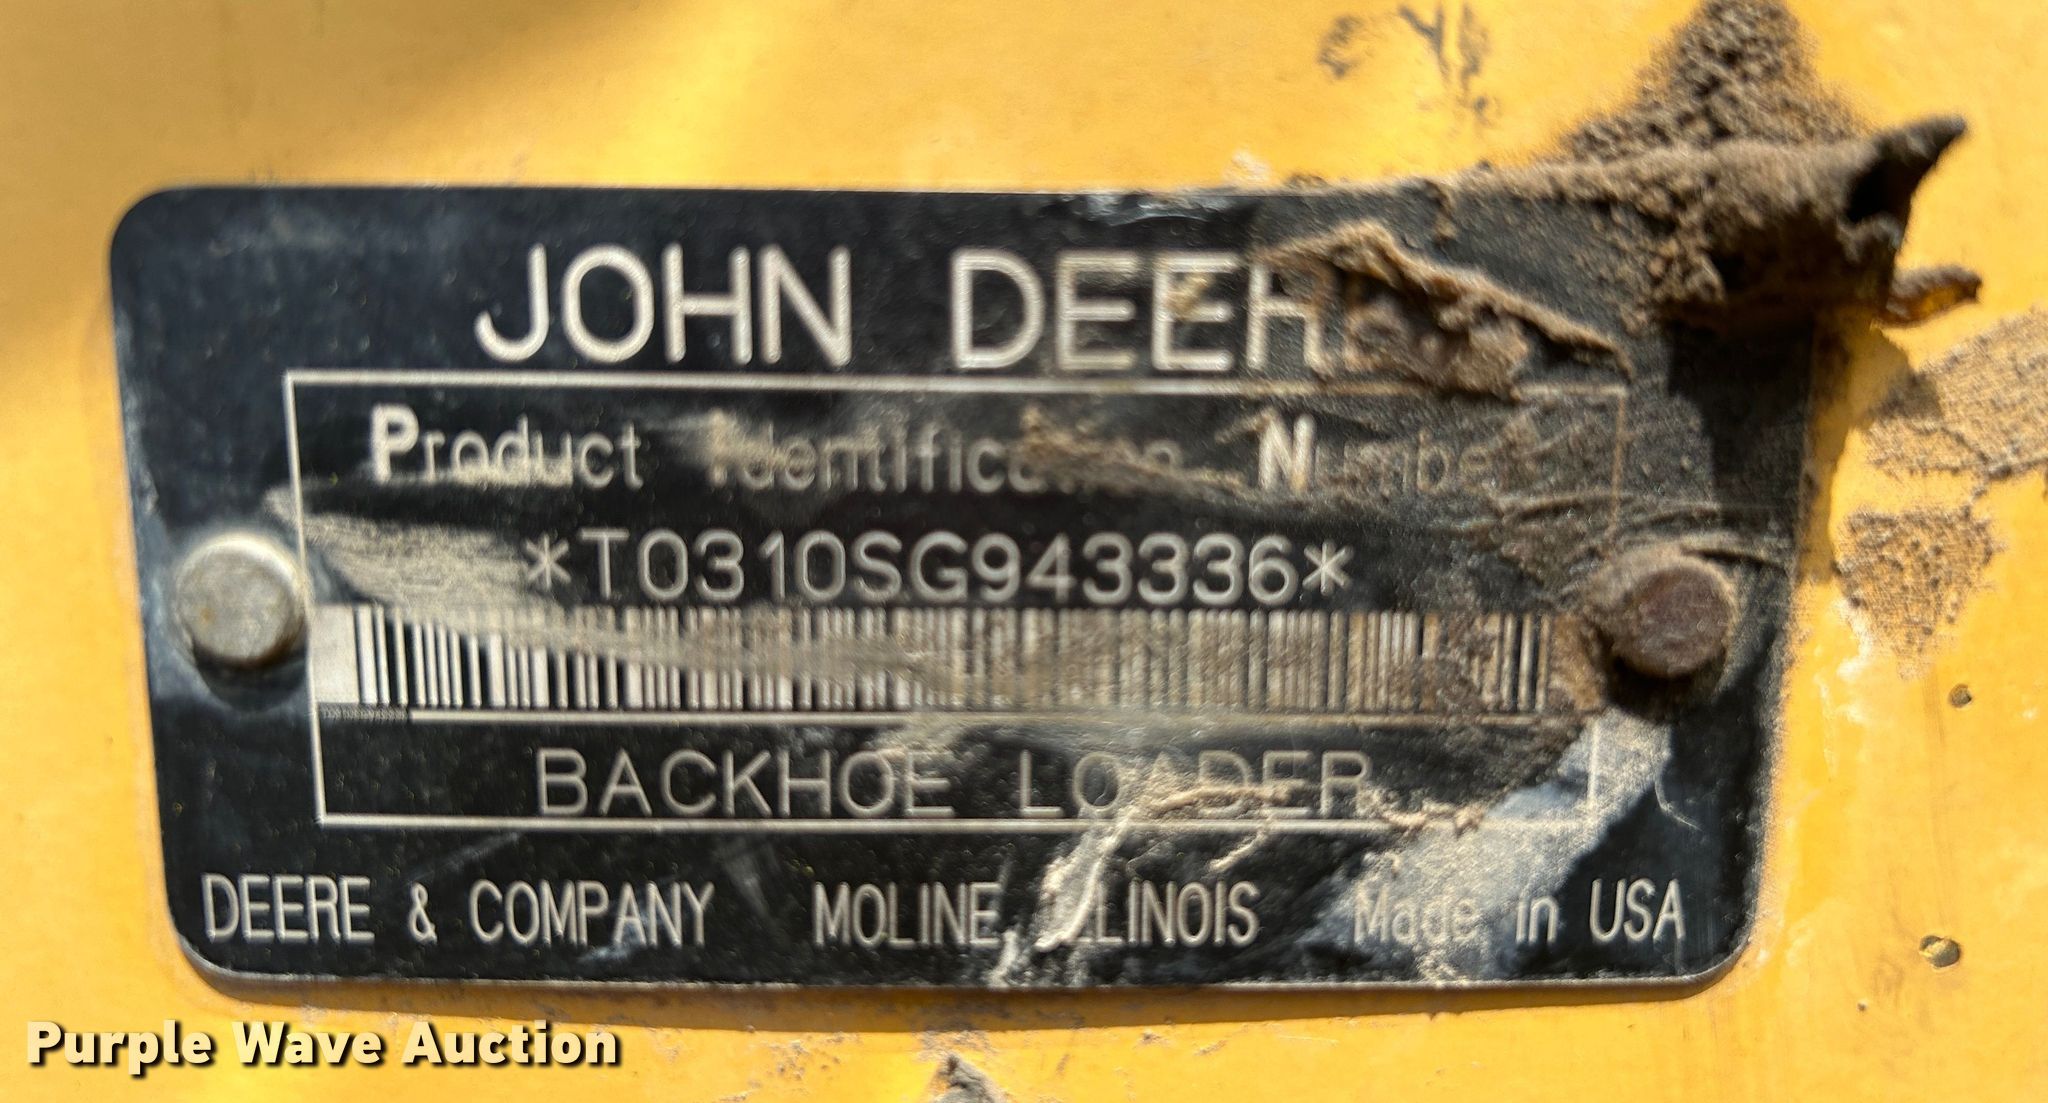 JOHN DEERE
Product Identification Number
*T0310SG943336*
BACKHOE LOADER
DEERE & COMPANY MOLINE, ILLINOIS Made in USA
Purple Wave Auction